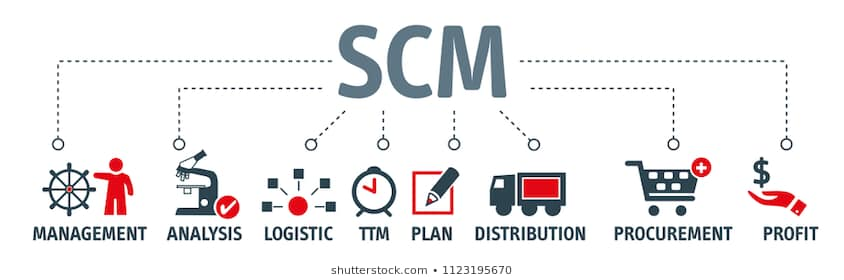 SCM
MANAGEMENT ANALYSIS LOGISTIC TTM PLAN DISTRIBUTION PROCUREMENT PROFIT
$
shutterstock.com • 1123195670